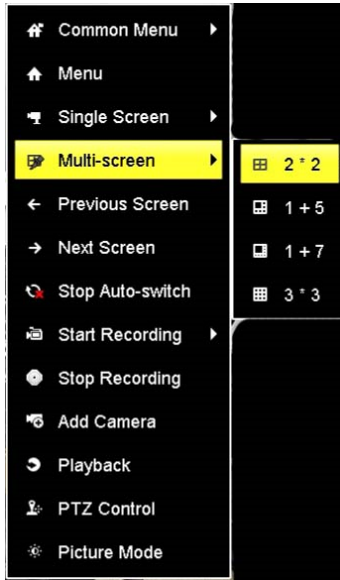 Common Menu
Menu
Single Screen
Multi-screen
2 * 2
Previous Screen
1 + 5
Next Screen
1 + 7
Stop Auto-switch
3 * 3
Start Recording
Stop Recording
Add Camera
Playback
PTZ Control
Picture Mode